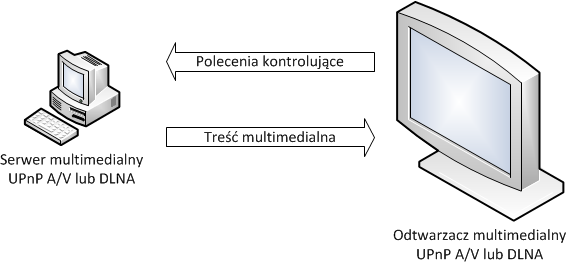 Polecenia kontrolujące
Treść multimedialna
Serwer multimedialny
UPnP A/V lub DLNA
Odtwarzacz multimedialny
UPnP A/V lub DLNA